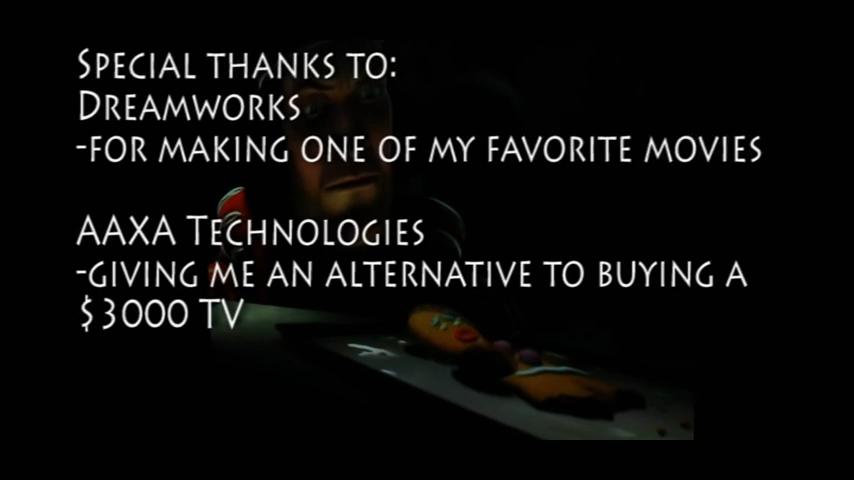 Special thanks to:
Dreamworks
-for making one of my favorite movies
AAXA Technologies
-giving me an alternative to buying a
$3000 TV